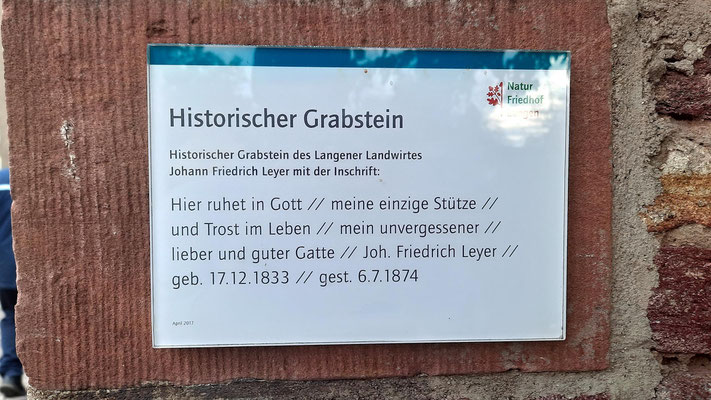 Natur
Friedhof
Historischer Grabstein
Historischer Grabstein des Langener Landwirtes
Johann Friedrich Leyer mit der Inschrift:
Hier ruhet in Gott // meine einzige Stütze //
und Trost im Leben // mein unvergessener //
lieber und guter Gatte // Joh. Friedrich Leyer //
geb. 17.12.1833 // gest. 6.7.1874